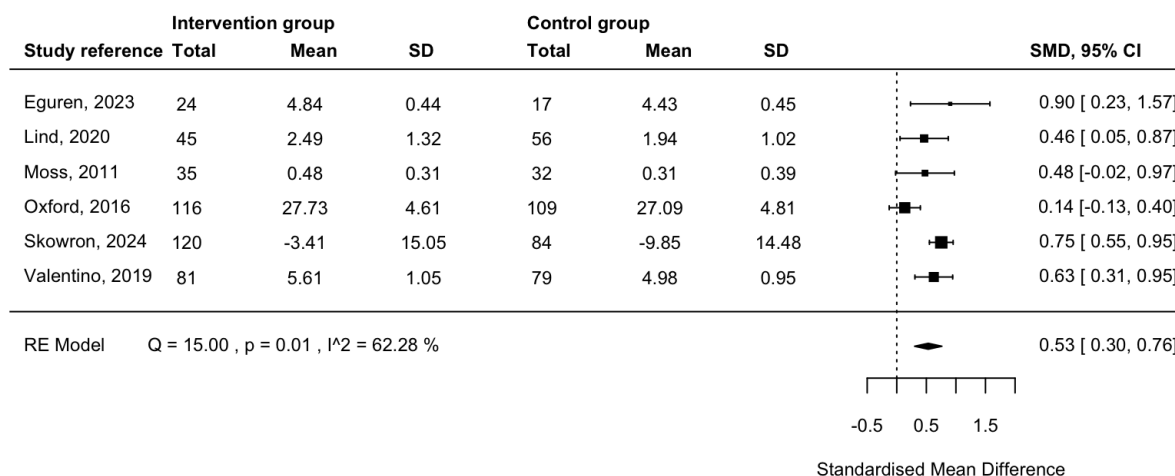 Intervention group Control group
Study reference Total Mean SD Total Mean SD SMD, 95% CI
Eguren, 2023 24 4.84 0.44 17 4.43 0.45 0.90 [ 0.23, 1.57]
Lind, 2020 45 2.49 1.32 56 1.94 1.02 0.46 [ 0.05, 0.87]
Moss, 2011 35 0.48 0.31 32 0.31 0.39 0.48 [-0.02, 0.97]
Oxford, 2016 116 27.73 4.61 109 27.09 4.81 0.14 [-0.13, 0.40]
Skowron, 2024 120 -3.41 15.05 84 -9.85 14.48 0.75 [ 0.55, 0.95]
Valentino, 2019 81 5.61 1.05 79 4.98 0.95 0.63 [ 0.31, 0.95]
RE Model Q = 15.00 , p = 0.01 , I^2 = 62.28 % 0.53 [ 0.30, 0.76]
-0.5 0.5 1.5
Standardised Mean Difference